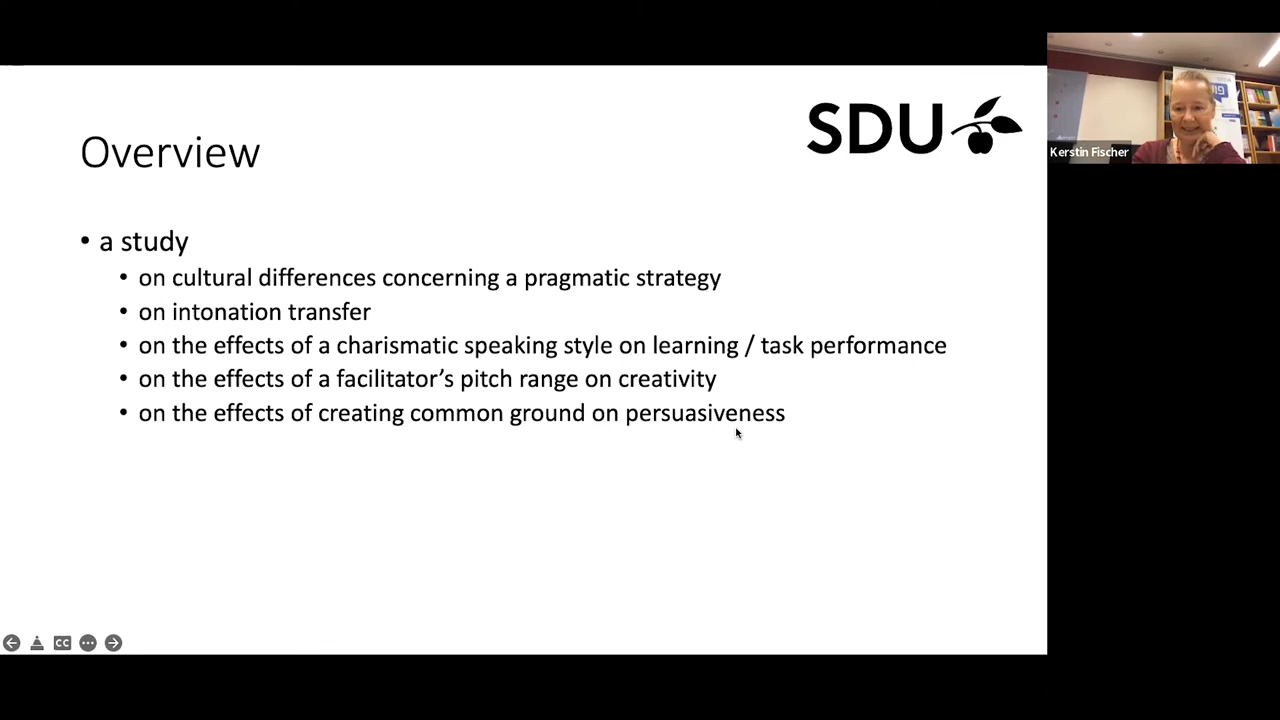 SDU
Overview
• a study
• on cultural differences concerning a pragmatic strategy
• on intonation transfer
• on the effects of a charismatic speaking style on learning / task performance
• on the effects of a facilitator's pitch range on creativity
• on the effects of creating common ground on persuasiveness
Kerstin Fischer
CC